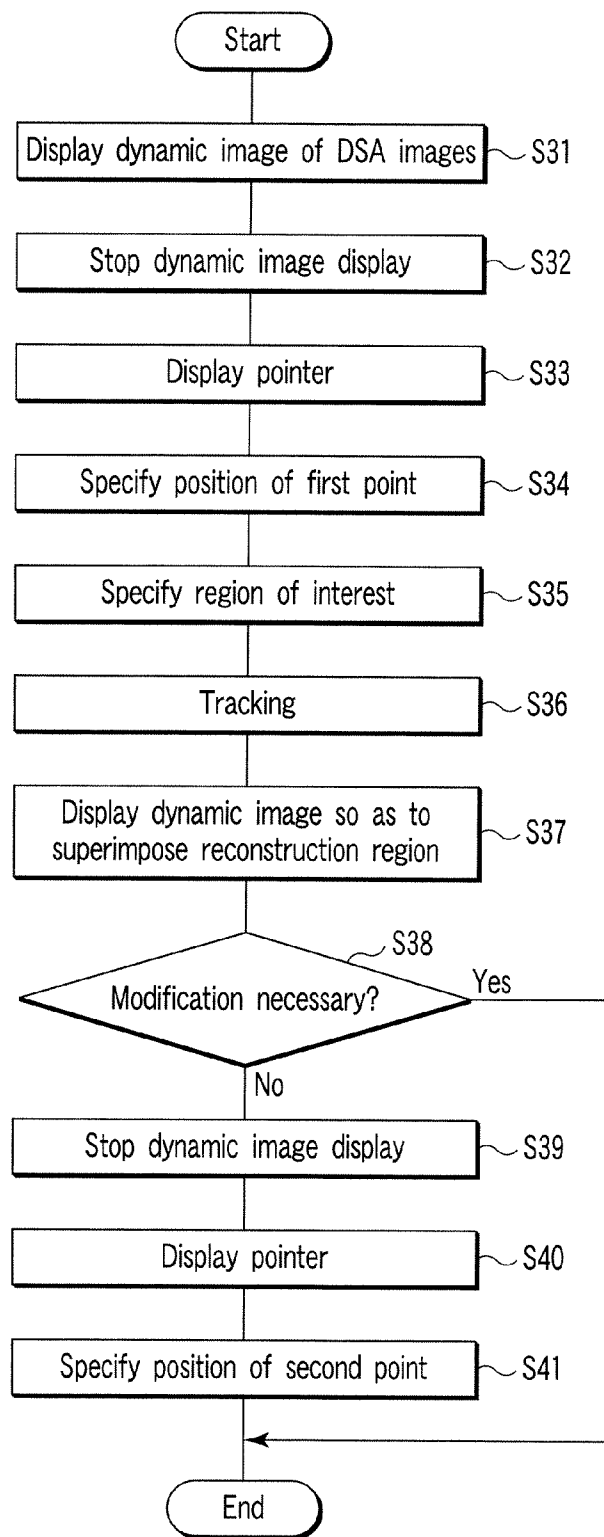 Start
Display dynamic image of DSA images S31
Stop dynamic image display S32
Display pointer S33
Specify position of first point S34
Specify region of interest S35
Tracking S36
Display dynamic image so as to
superimpose reconstruction region S37
S38
Modification necessary? Yes
No
Stop dynamic image display S39
Display pointer S40
Specify position of second point S41
End